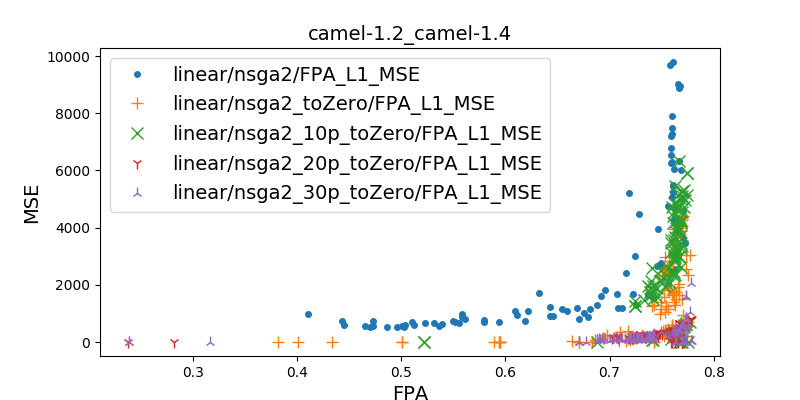 camel-1.2_camel-1.4
10000
8000
6000
4000
2000
0
MSE
linear/nsga2/FPA_L1_MSE
linear/nsga2_toZero/FPA_L1_MSE
linear/nsga2_10p_toZero/FPA_L1_MSE
linear/nsga2_20p_toZero/FPA_L1_MSE
linear/nsga2_30p_toZero/FPA_L1_MSE
0.3 0.4 0.5 0.6 0.7 0.8
FPA